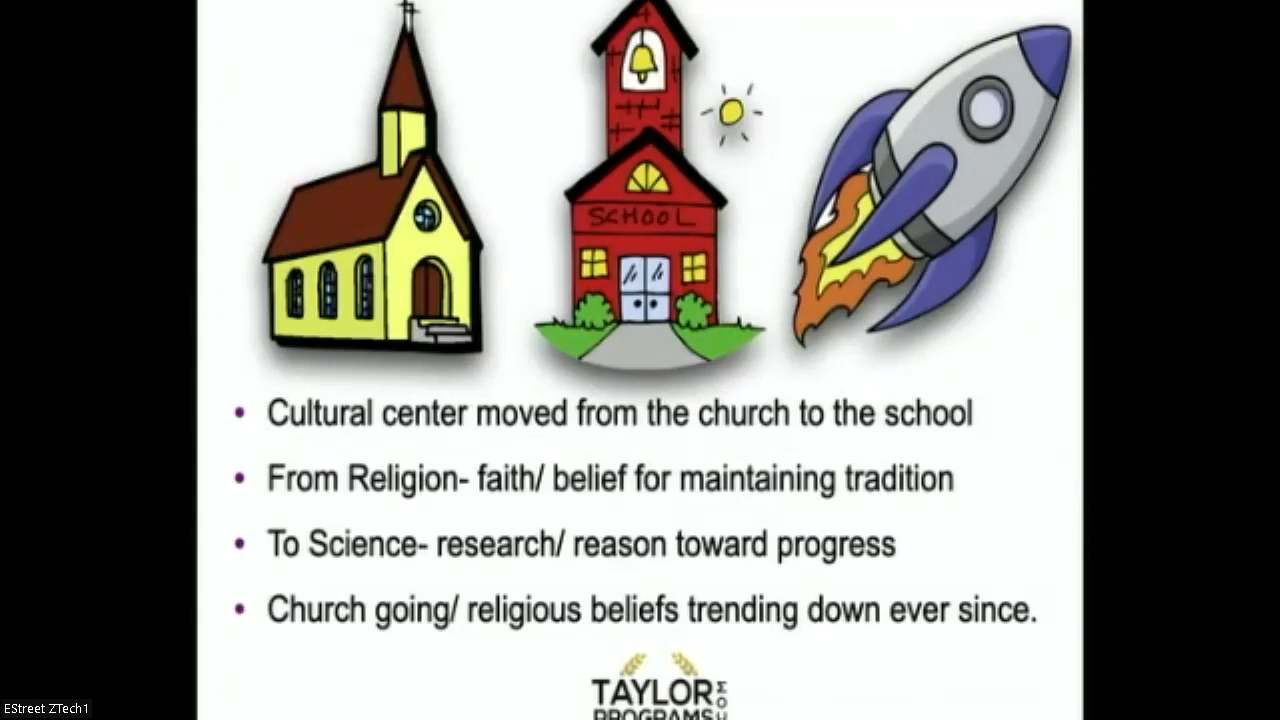 SCHOOL
• Cultural center moved from the church to the school
• From Religion- faith/ belief for maintaining tradition
• To Science- research/ reason toward progress
• Church going/ religious beliefs trending down ever since.
TAYLOR
PROGRAMS
EStreet ZTech1